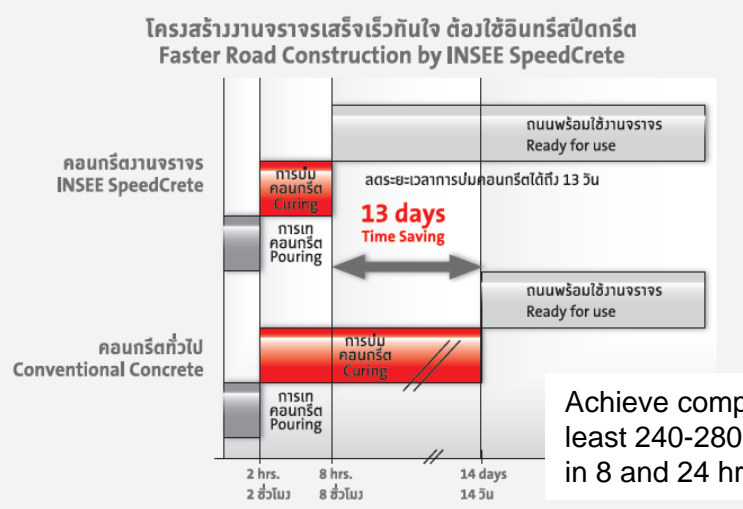 โครงสร้างงานจราจรเสร็จเร็วทันใจ ต้องใช้อินทรีสปีดกรีต
Faster Road Construction by INSEE SpeedCrete
ถนนพร้อมใช้งานจราจร
Ready for use
คอนกรีตงานจราจร
INSEE SpeedCrete
การบ่ม
คอนกรีต
Curing
ลดระยะเวลาการบ่มคอนกรีตได้ถึง 13 วัน
13 days
Time Saving
การเท
คอนกรีต
Pouring
ถนนพร้อมใช้งานจราจร
Ready for use
คอนกรีตทั่วไป
Conventional Concrete
การบ่ม
คอนกรีต
Curing
การเท
คอนกรีต
Pouring
Achieve comp
least 240-280
in 8 and 24 hr
2 hrs.
2 ชั่วโมง
8 hrs.
8 ชั่วโมง
14 days
14 วัน